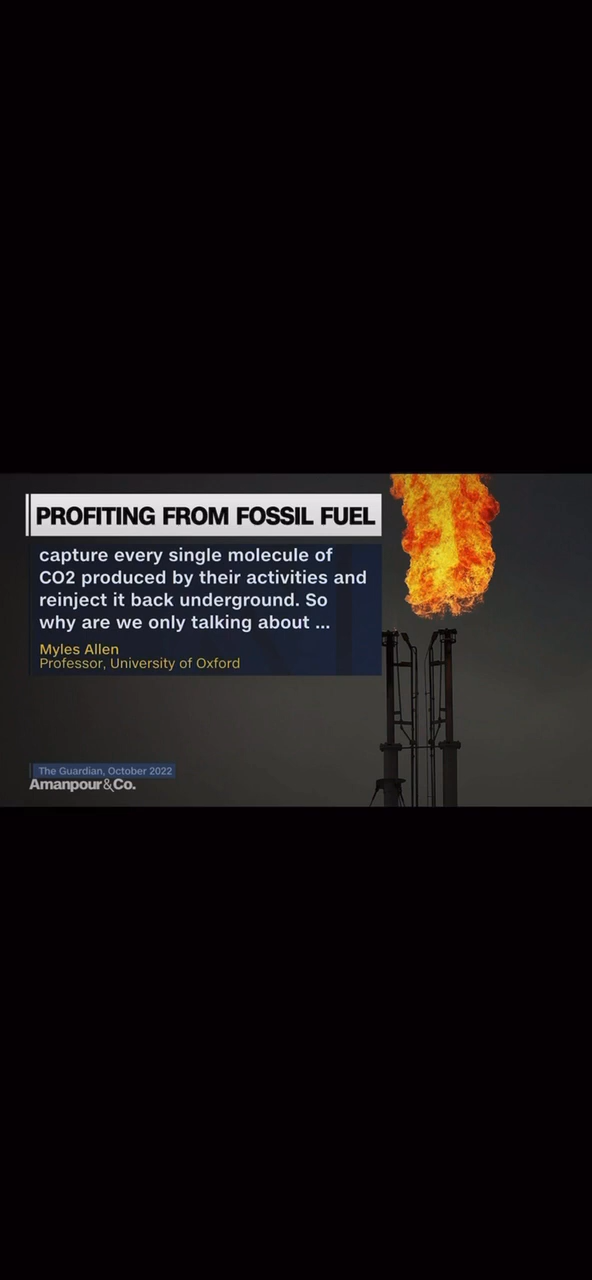 PROFITING FROM FOSSIL FUEL
capture every single molecule of
CO2 produced by their activities and
reinject it back underground. So
why are we only talking about ...
Myles Allen
Professor, University of Oxford
The Guardian, October 2022
Amanpour&Co.